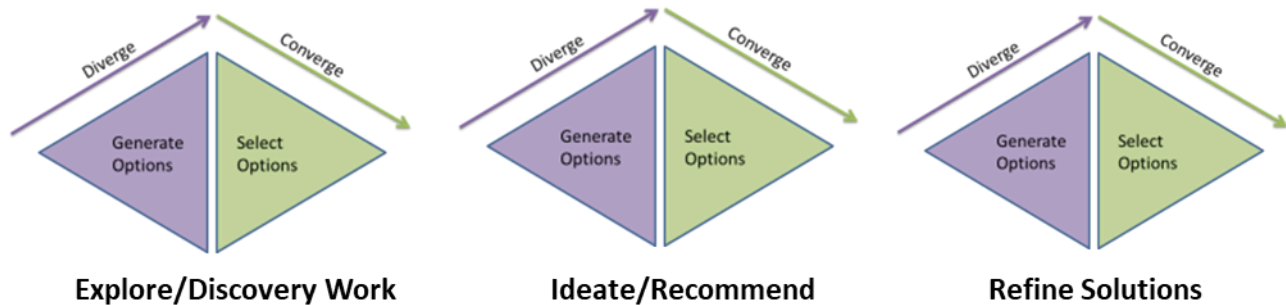 Diverge
Converge
Generate
Options
Select
Options
Explore/Discovery Work
Diverge
Converge
Generate
Options
Select
Options
Ideate/Recommend
Diverge
Converge
Generate
Options
Select
Options
Refine Solutions